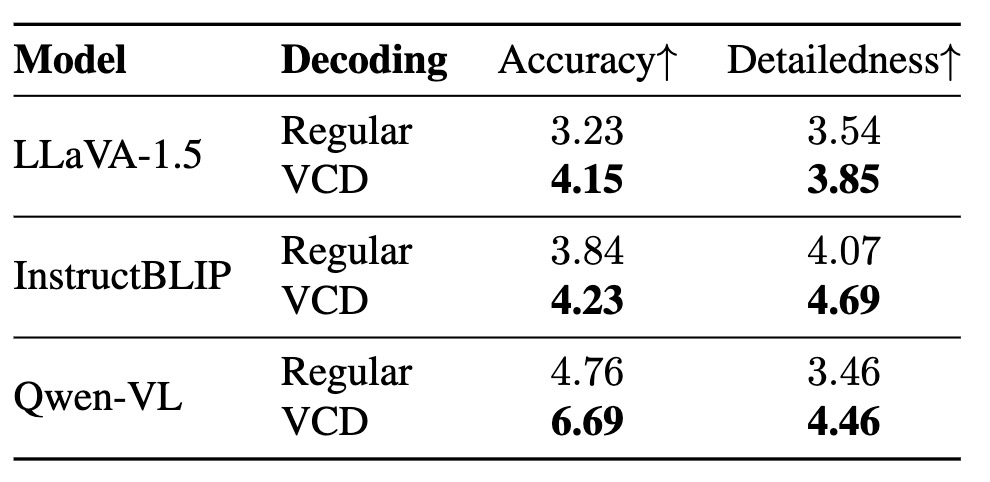 Model Decoding Accuracy↑ Detailedness↑
LLaVA-1.5 Regular 3.23 3.54
VCD 4.15 3.85
InstructBLIP Regular 3.84 4.07
VCD 4.23 4.69
Qwen-VL Regular 4.76 3.46
VCD 6.69 4.46